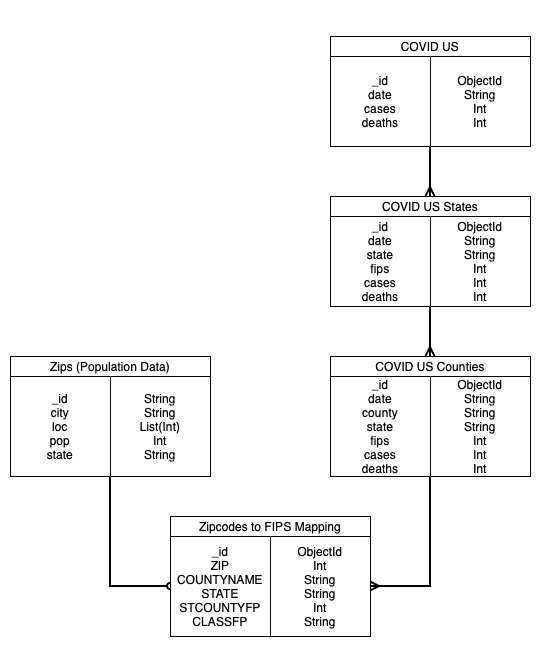 COVID US
_id ObjectId
date String
cases Int
deaths Int
COVID US States
_id ObjectId
date String
state String
fips Int
cases Int
deaths Int
Zips (Population Data)
_id String
city String
loc List(Int)
pop Int
state String
COVID US Counties
_id ObjectId
date String
county String
state String
fips Int
cases Int
deaths Int
Zipcodes to FIPS Mapping
_id ObjectId
ZIP Int
COUNTYNAME String
STATE String
STCOUNTYFP Int
CLASSFP String